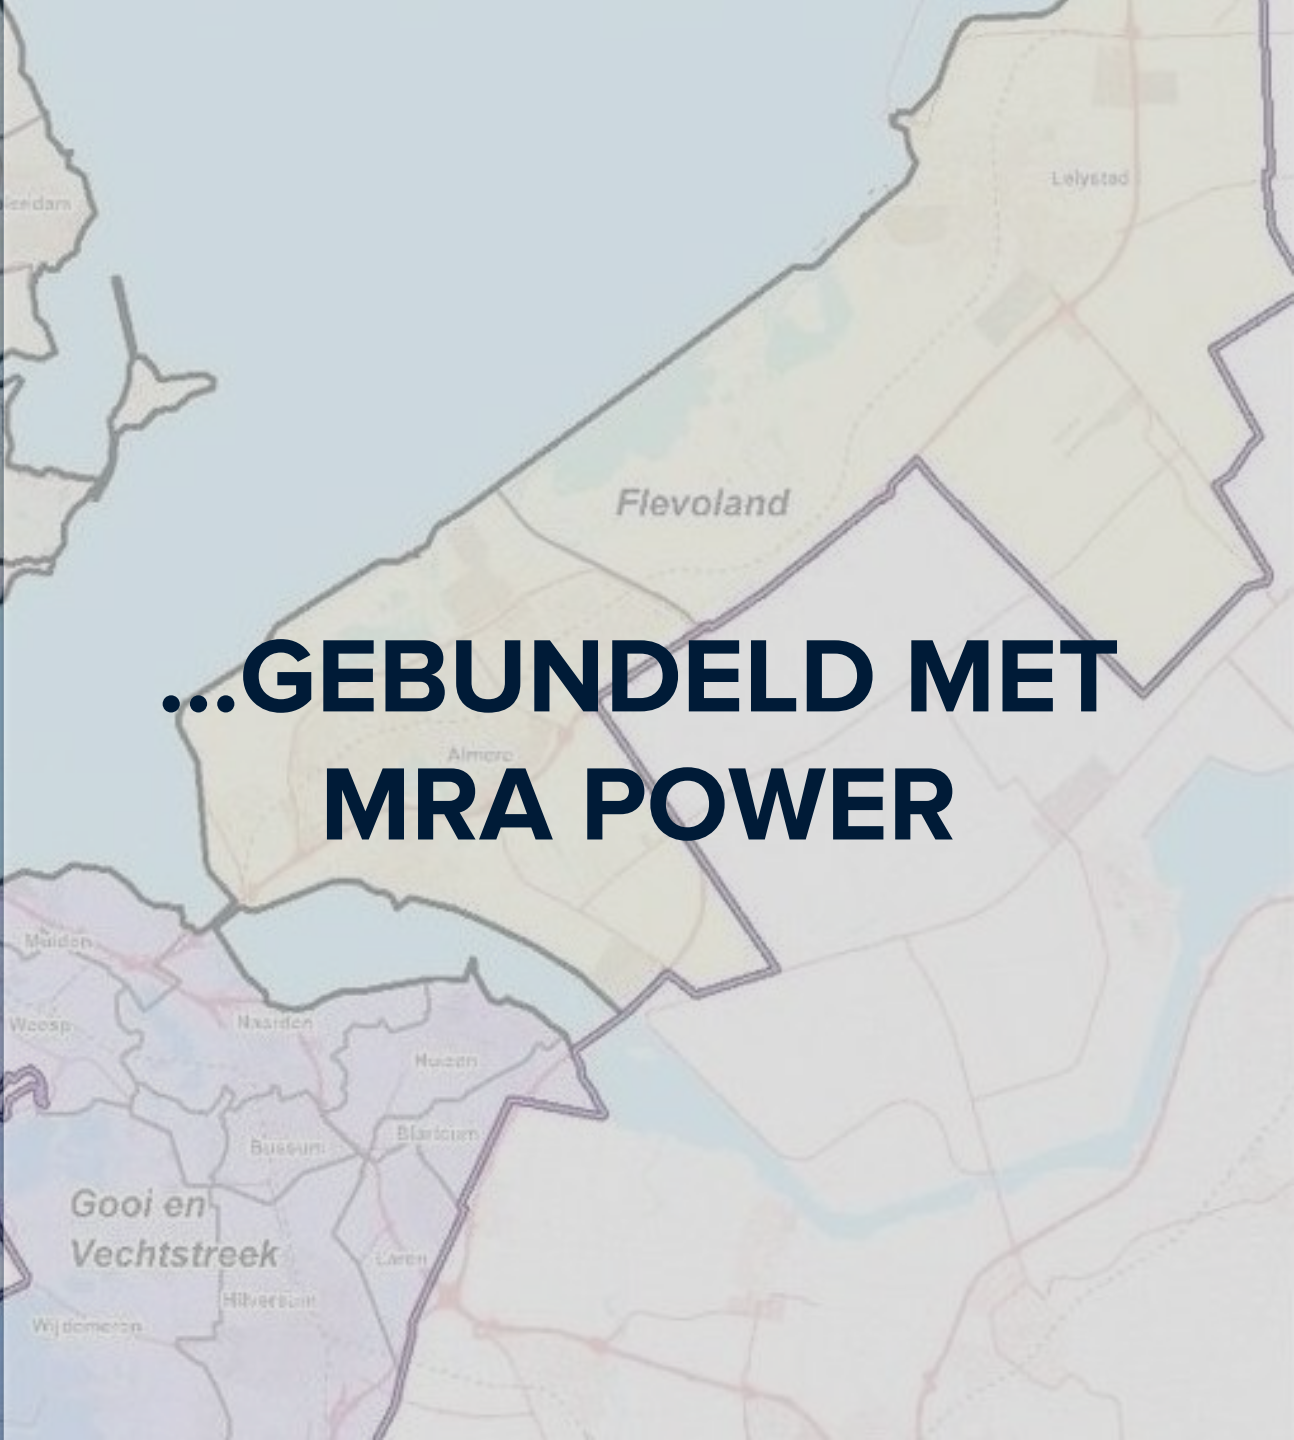 Lelystad
Flevoland
...GEBUNDELD MET
Almere
MRA POWER
Muiden
Weesp
Naarden
Huizen
Bussum
Blaricum
Gooi en
Vechtstreek
Laren
Hilversum
Wijdemeren